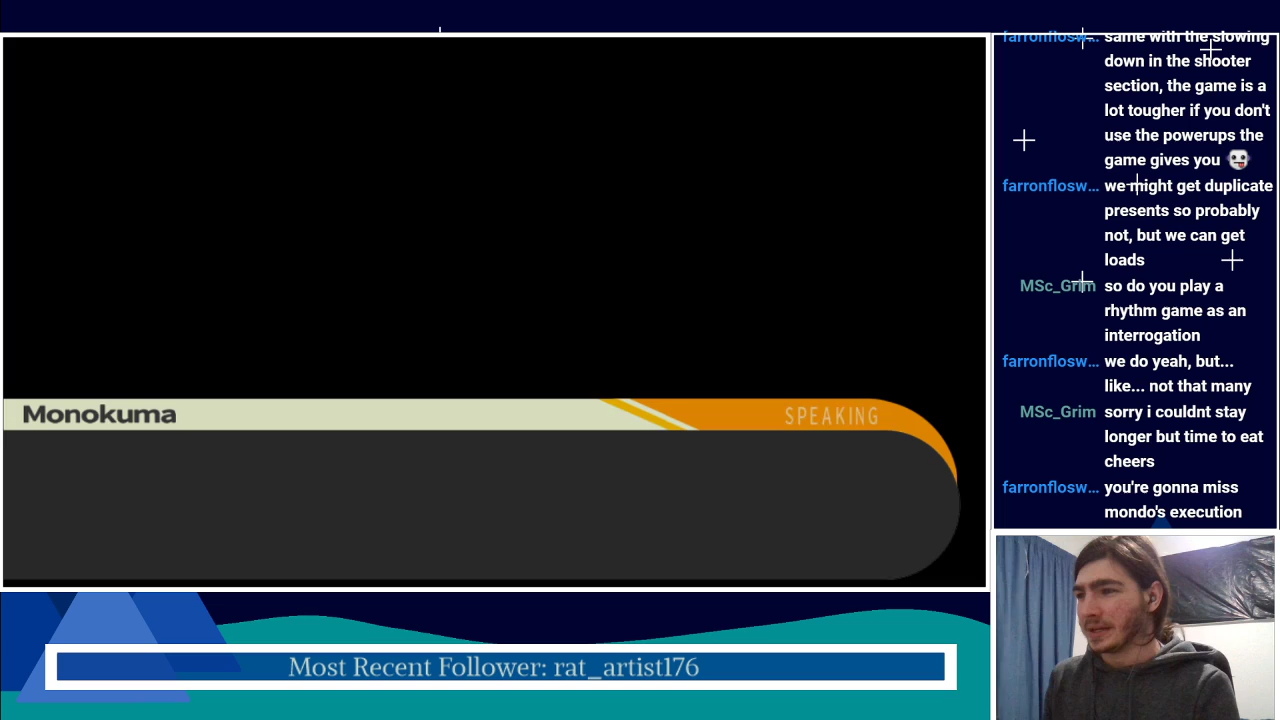 Monokuma
SPEAKING
farronflosw... same with the slowing
down in the shooter
section, the game is a
lot tougher if you don't
use the powerups the
game gives you
farronflosw... we might get duplicate
presents so probably
not, but we can get
loads
MSc_Grim so do you play a
rhythm game as an
interrogation
farronflosw... we do yeah, but...
like... not that many
MSc_Grim sorry i couldnt stay
longer but time to eat
cheers
farronflosw... you're gonna miss
mondo's execution
Most Recent Follower: rat_artist176